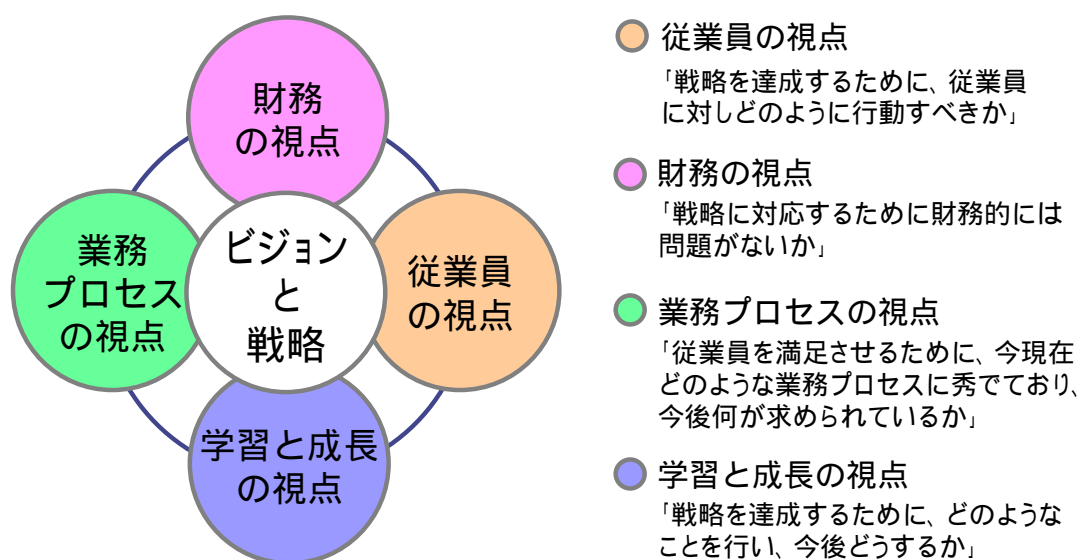 財務
の視点
業務
プロセス
の視点
ビジョン
と
戦略
従業員
の視点
学習と成長
の視点
従業員の視点
「戦略を達成するために、従業員
に対しどのように行動すべきか」
財務の視点
「戦略に対応するために財務的には
問題がないか」
業務プロセスの視点
「従業員を満足させるために、今現在
どのような業務プロセスに秀でており、
今後何が求められているか」
学習と成長の視点
「戦略を達成するために、どのような
ことを行い、今後どうするか」